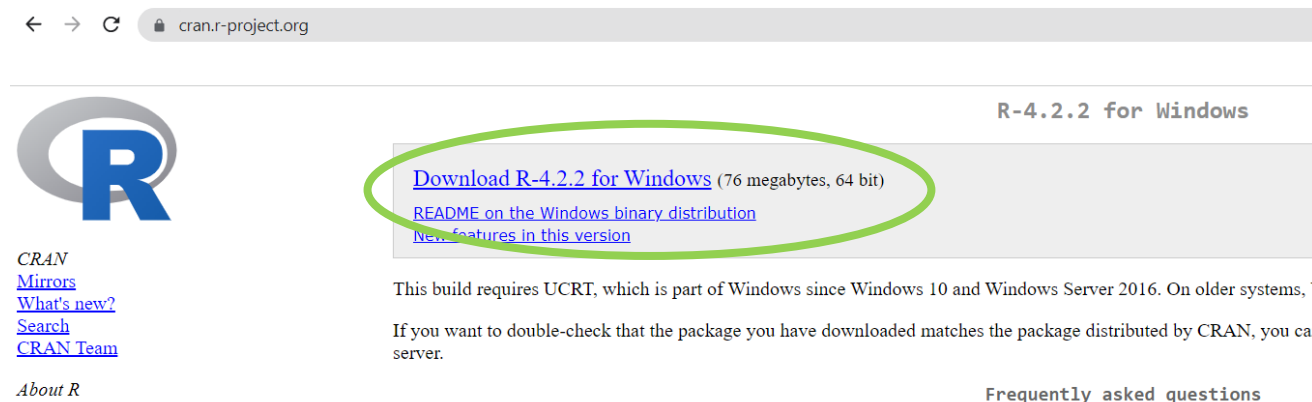 cran.r-project.org
R-4.2.2 for Windows
R
Download R-4.2.2 for Windows (76 megabytes, 64 bit)
README on the Windows binary distribution
New features in this version
CRAN
Mirrors
What's new?
Search
CRAN Team
About R
This build requires UCRT, which is part of Windows since Windows 10 and Windows Server 2016. On older systems,
If you want to double-check that the package you have downloaded matches the package distributed by CRAN, you ca
server.
Frequently asked questions